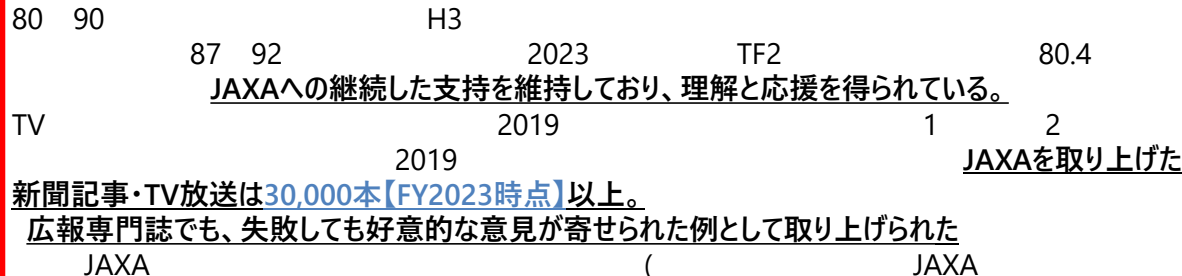 80 90 H3
87 92 2023 TF2 80.4
JAXAへの継続した支持を維持しており、理解と応援を得られている。
TV 2019 1 2
2019 JAXAを取り上げた
新聞記事・TV放送は30,000本【FY2023時点】以上。
広報専門誌でも、失敗しても好意的な意見が寄せられた例として取り上げられた
JAXA ( JAXA